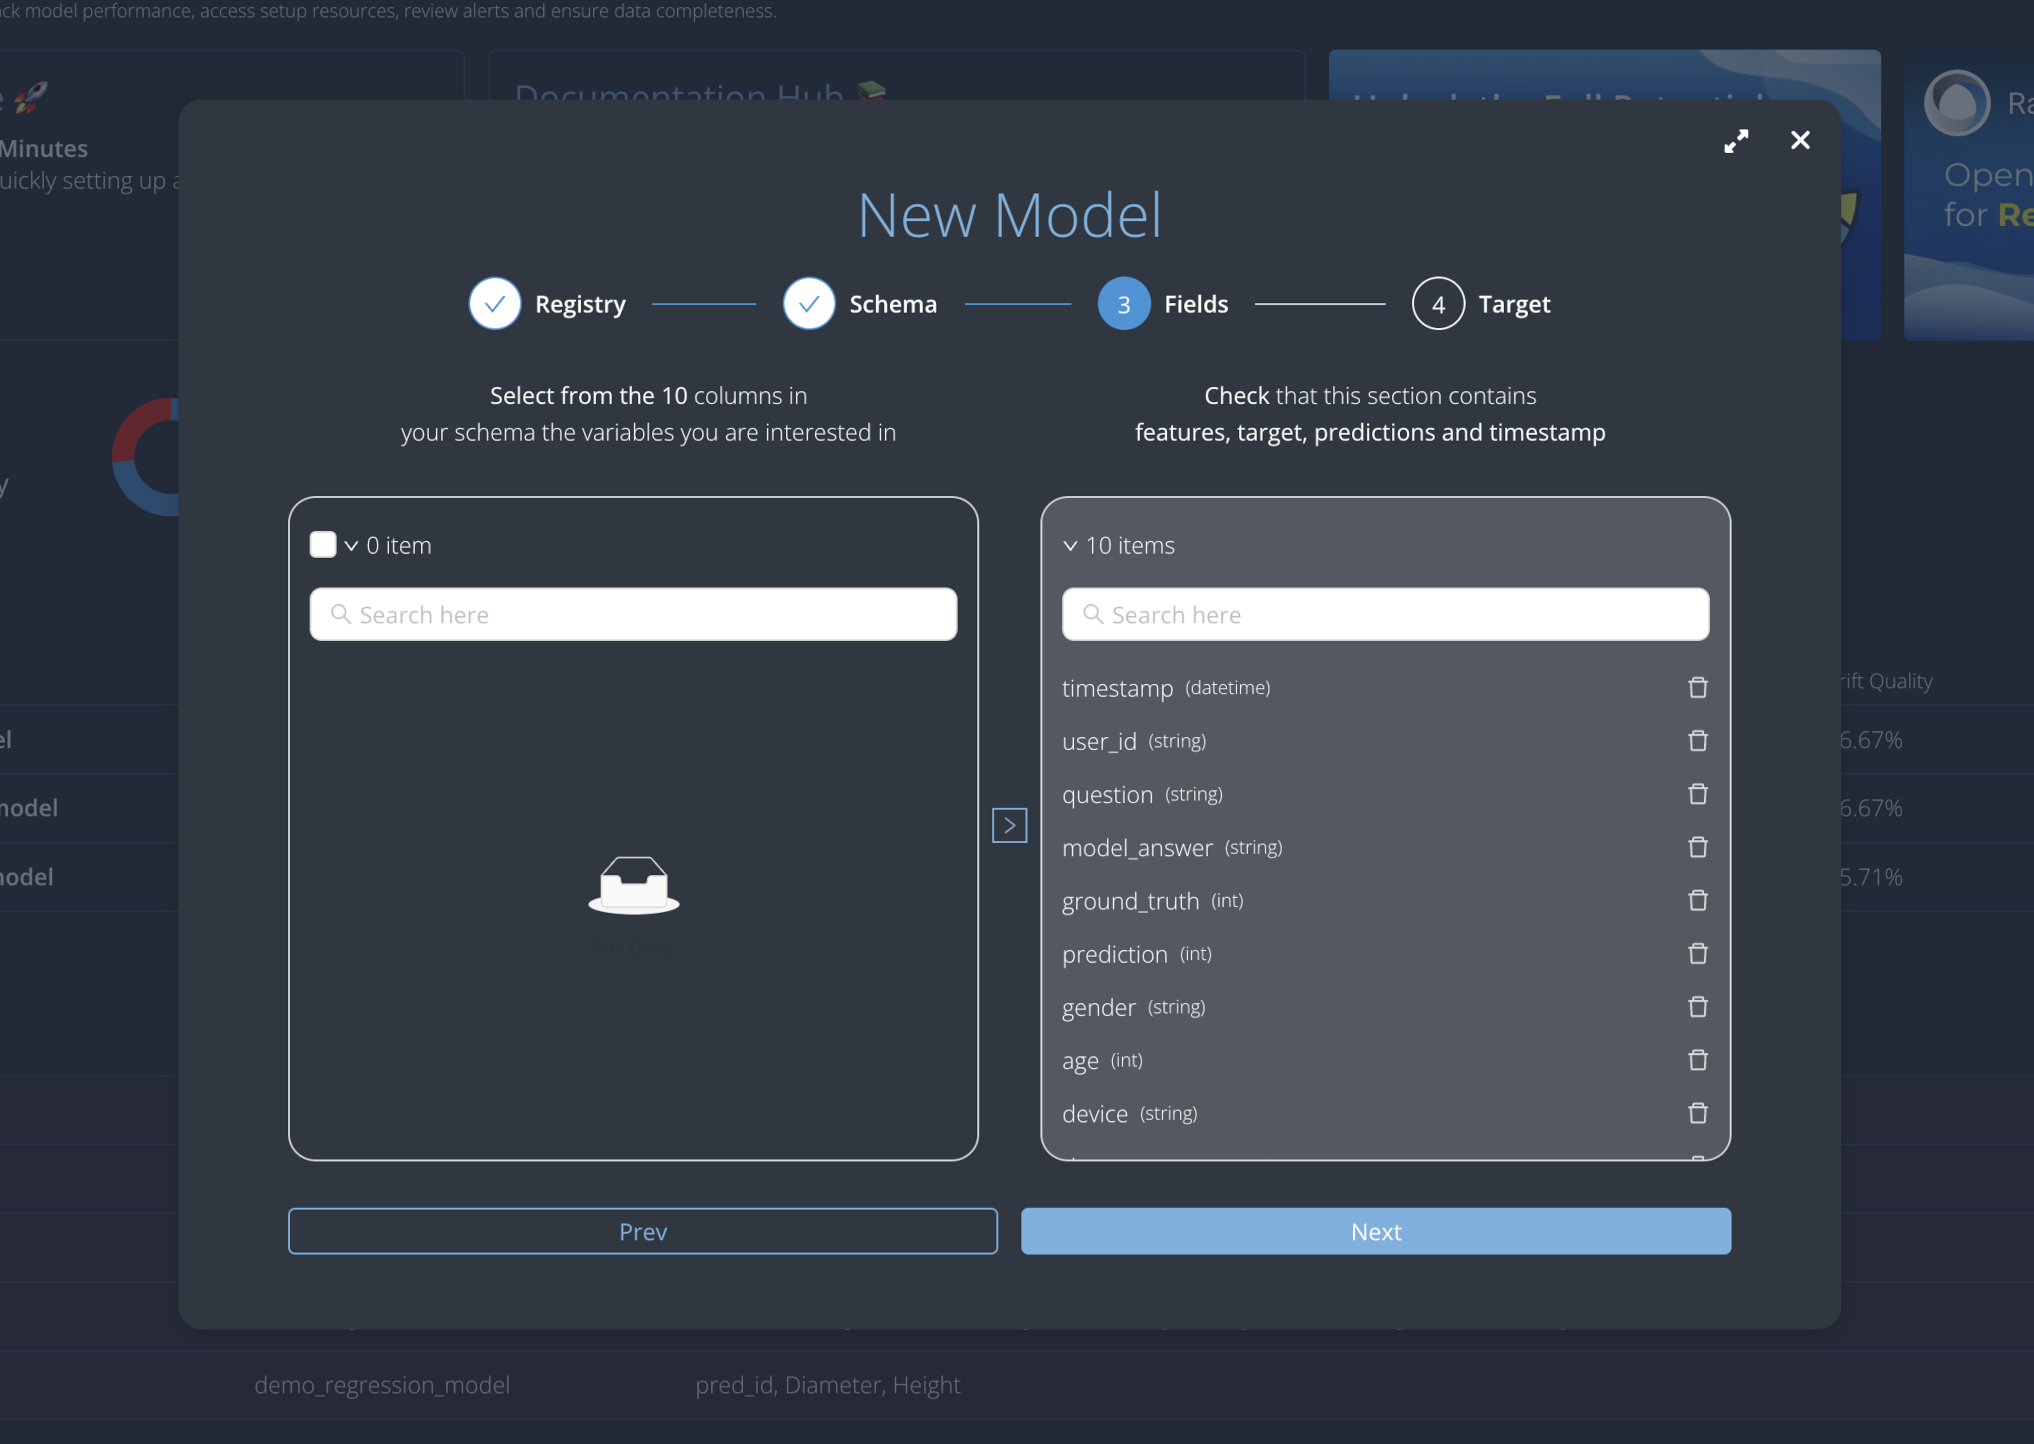 ck model performance, access setup resources, review alerts and ensure data completeness.
Documentation Hub
Minutes
uickly setting up a
Ra
Open
for Re
New Model
Registry
Schema
3 Fields
4 Target
Select from the 10 columns in
your schema the variables you are interested in
Check that this section contains
features, target, predictions and timestamp
y
0 item
Search here
No data
10 items
Search here
timestamp (datetime)
user_id (string)
question (string)
model_answer (string)
ground_truth (int)
prediction (int)
gender (string)
age (int)
device (string)
rift Quality
el
6.67%
model
6.67%
nodel
5.71%
Prev
Next
demo_regression_model
pred_id, Diameter, Height